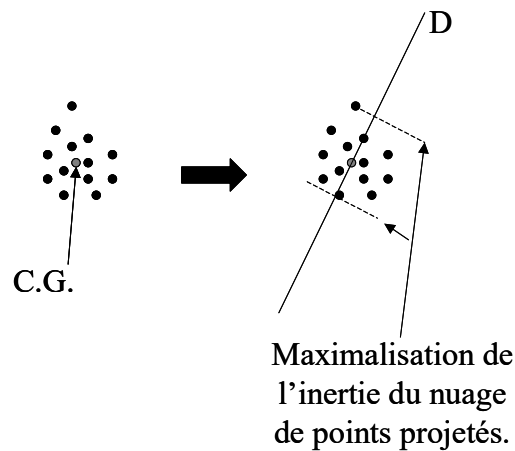 D
C.G.
Maximalisation de
l’inertie du nuage
de points projetés.